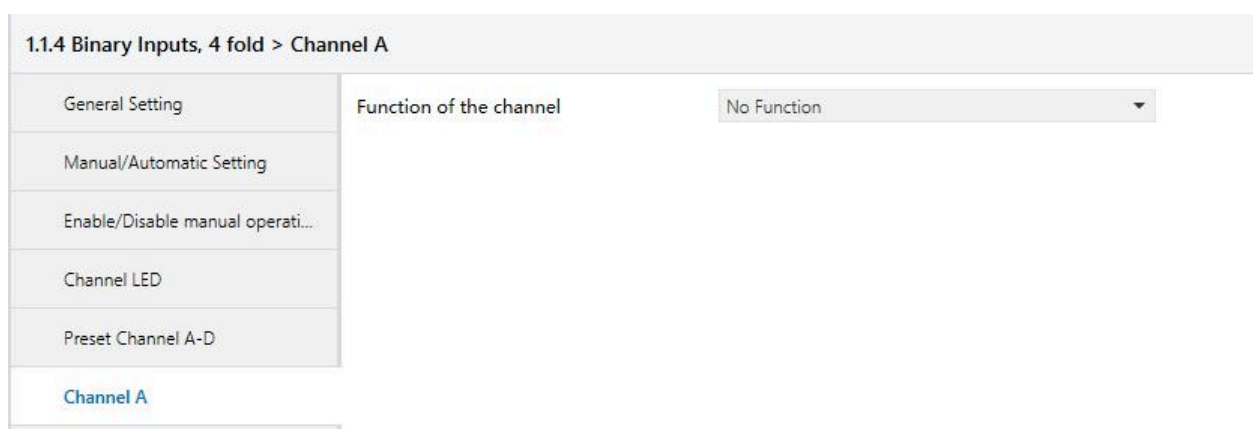 1.1.4 Binary Inputs, 4 fold > Channel A
General Setting
Function of the channel
No Function
Manual/Automatic Setting
Enable/Disable manual operati...
Channel LED
Preset Channel A-D
Channel A